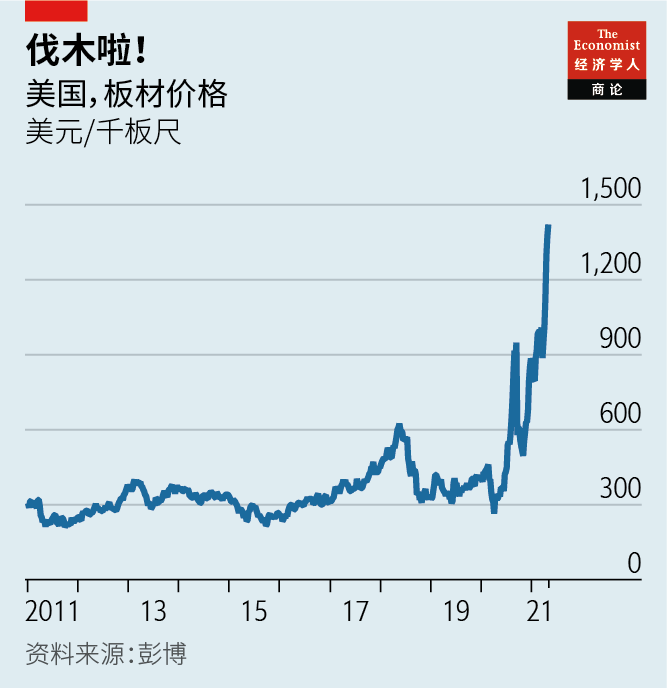 伐木啦！
美国，板材价格
美元/千板尺
The
Economist
经济学人
商论
1,500
1,200
900
600
300
0
2011 13 15 17 19 21
资料来源：彭博